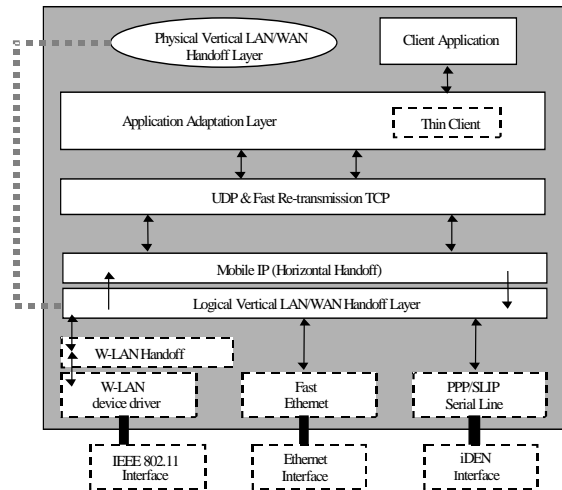 Physical Vertical LAN/WAN
Handoff Layer
Client Application
Application Adaptation Layer
Thin Client
UDP & Fast Re-transmission TCP
Mobile IP (Horizontal Handoff)
Logical Vertical LAN/WAN Handoff Layer
W-LAN Handoff
W-LAN
device driver
Fast
Ethernet
PPP/SLIP
Serial Line
IEEE 802.11
Interface
Ethernet
Interface
iDEN
Interface